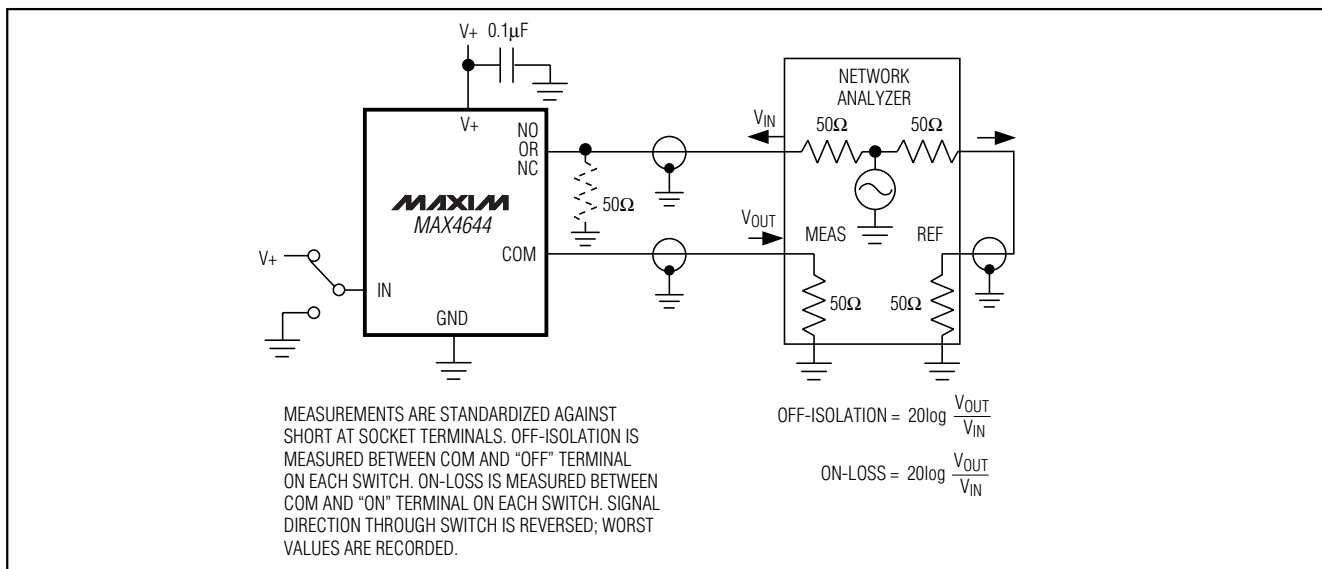 V+ 0.1µF
V+
NO
OR
NC
MAXIM
MAX4644
COM
V+
IN
GND
50Ω
VIN
VOUT
NETWORK
ANALYZER
50Ω 50Ω
MEAS REF
50Ω 50Ω
MEASUREMENTS ARE STANDARDIZED AGAINST
SHORT AT SOCKET TERMINALS. OFF-ISOLATION IS
MEASURED BETWEEN COM AND “OFF” TERMINAL
ON EACH SWITCH. ON-LOSS IS MEASURED BETWEEN
COM AND “ON” TERMINAL ON EACH SWITCH. SIGNAL
DIRECTION THROUGH SWITCH IS REVERSED; WORST
VALUES ARE RECORDED.
OFF-ISOLATION = 20log VOUT
VIN
ON-LOSS = 20log VOUT
VIN